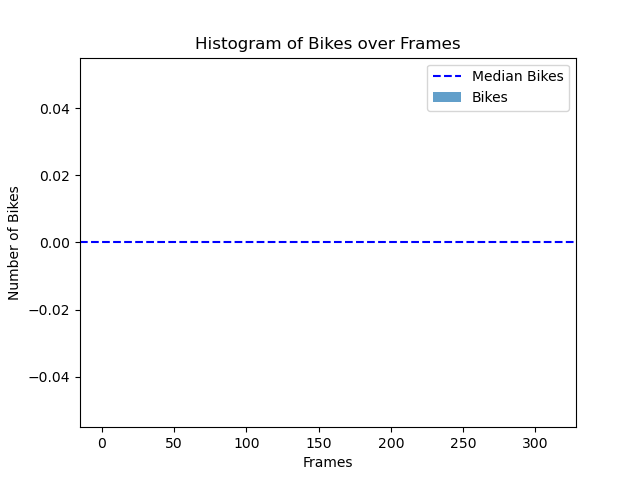 Histogram of Bikes over Frames
Median Bikes
Bikes
Number of Bikes
0.04
0.02
0.00
−0.02
−0.04
0 50 100 150 200 250 300
Frames